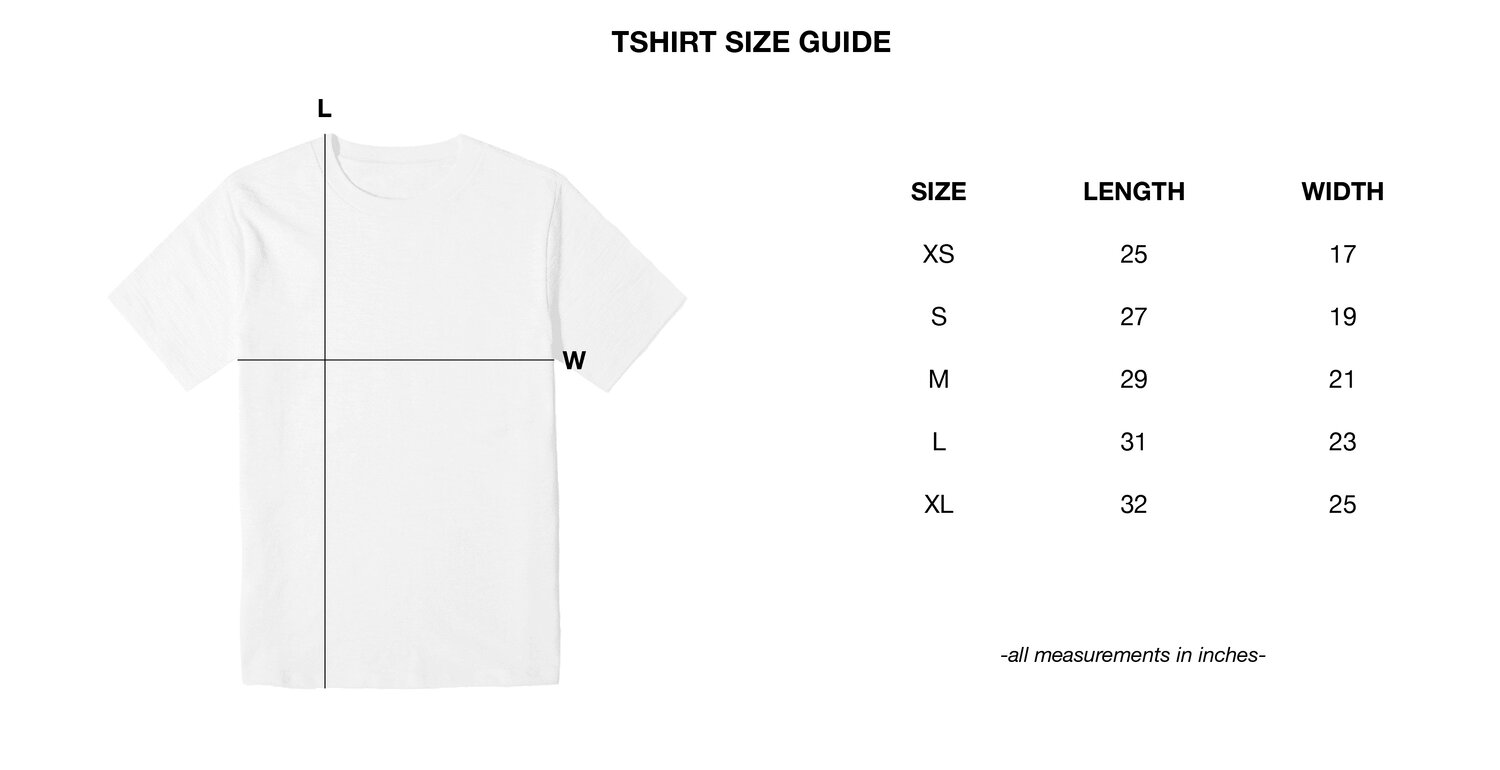 TSHIRT SIZE GUIDE
L
W
SIZE LENGTH WIDTH
XS 25 17
S 27 19
M 29 21
L 31 23
XL 32 25
-all measurements in inches-